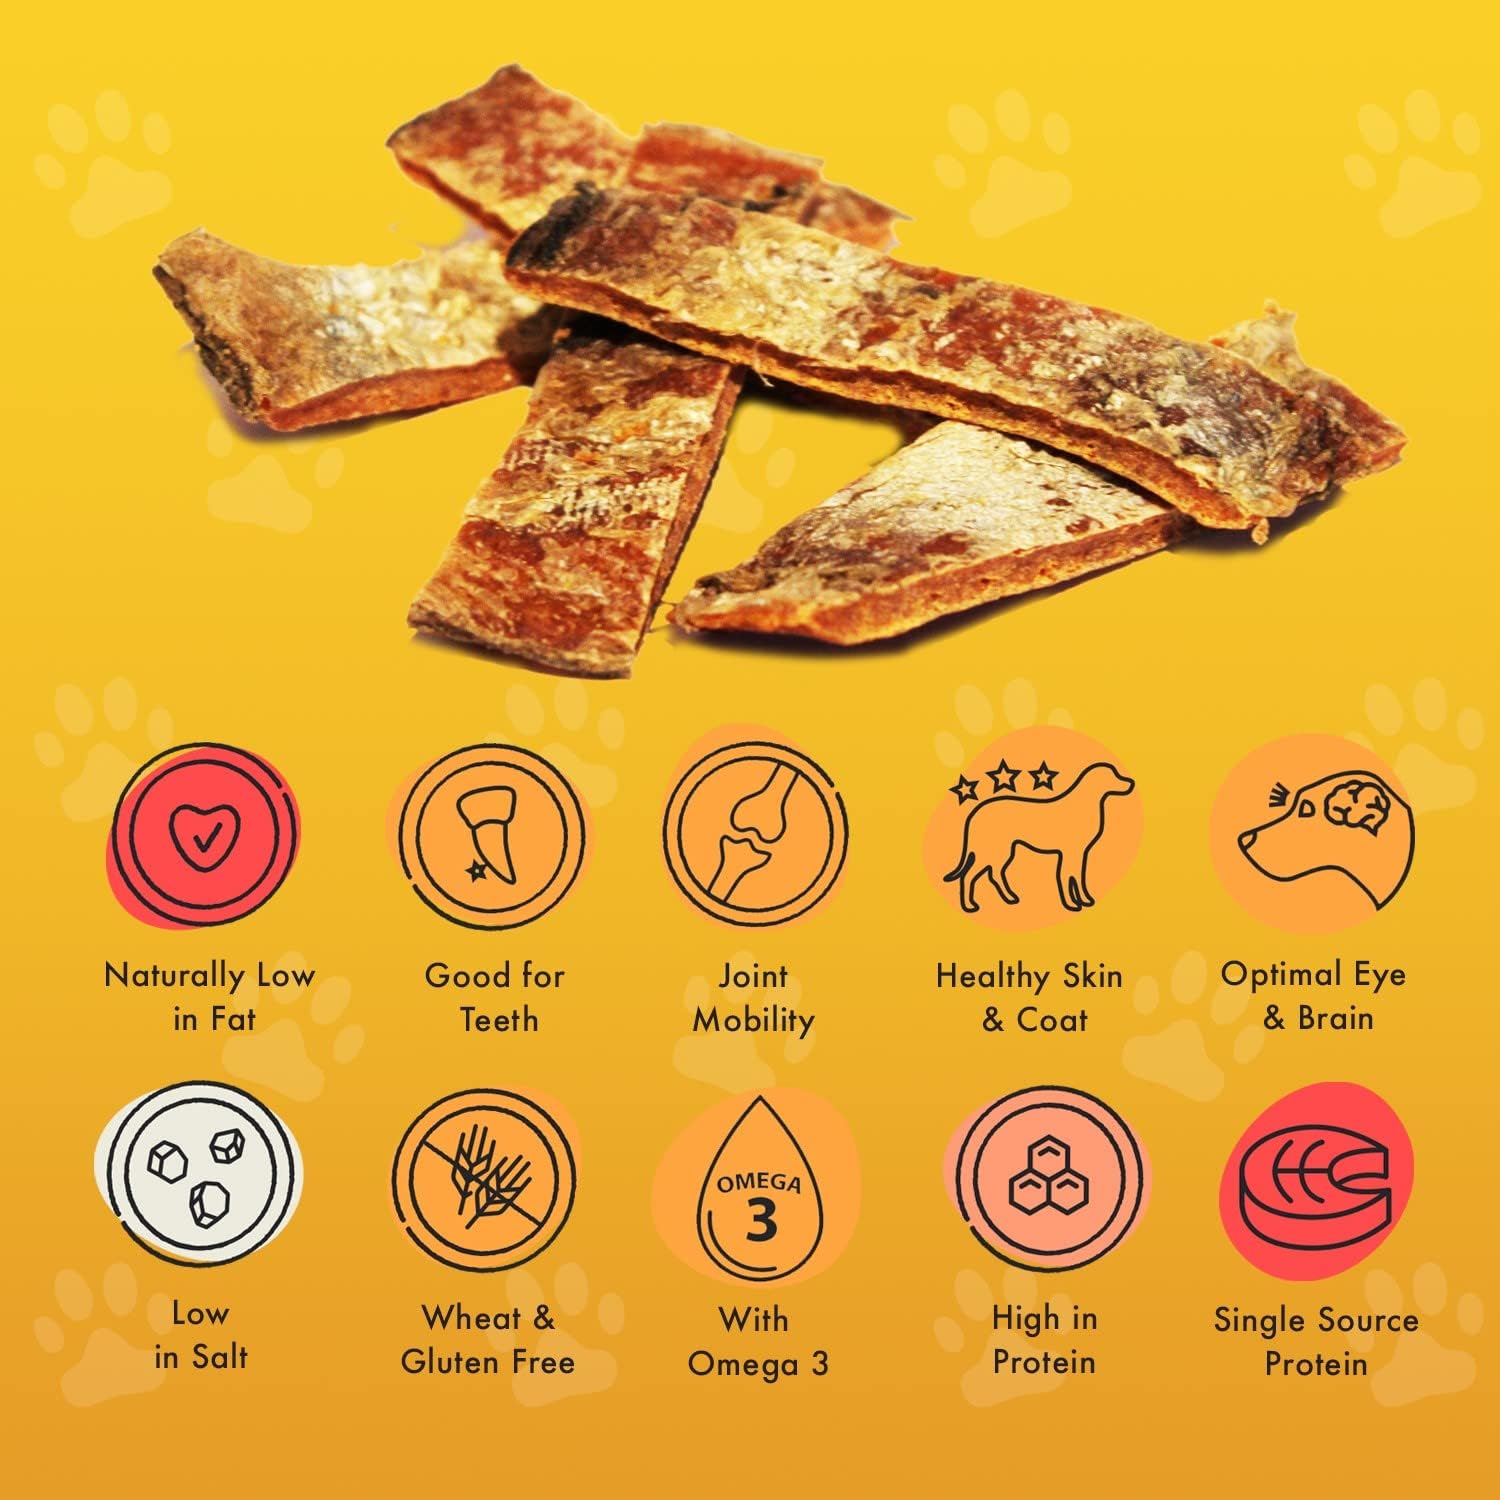 Naturally Low
in Fat
Good for
Teeth
Joint
Mobility
Healthy Skin
& Coat
Optimal Eye
& Brain
Low
in Salt
Wheat &
Gluten Free
OMEGA
3
With
Omega 3
High in
Protein
Single Source
Protein